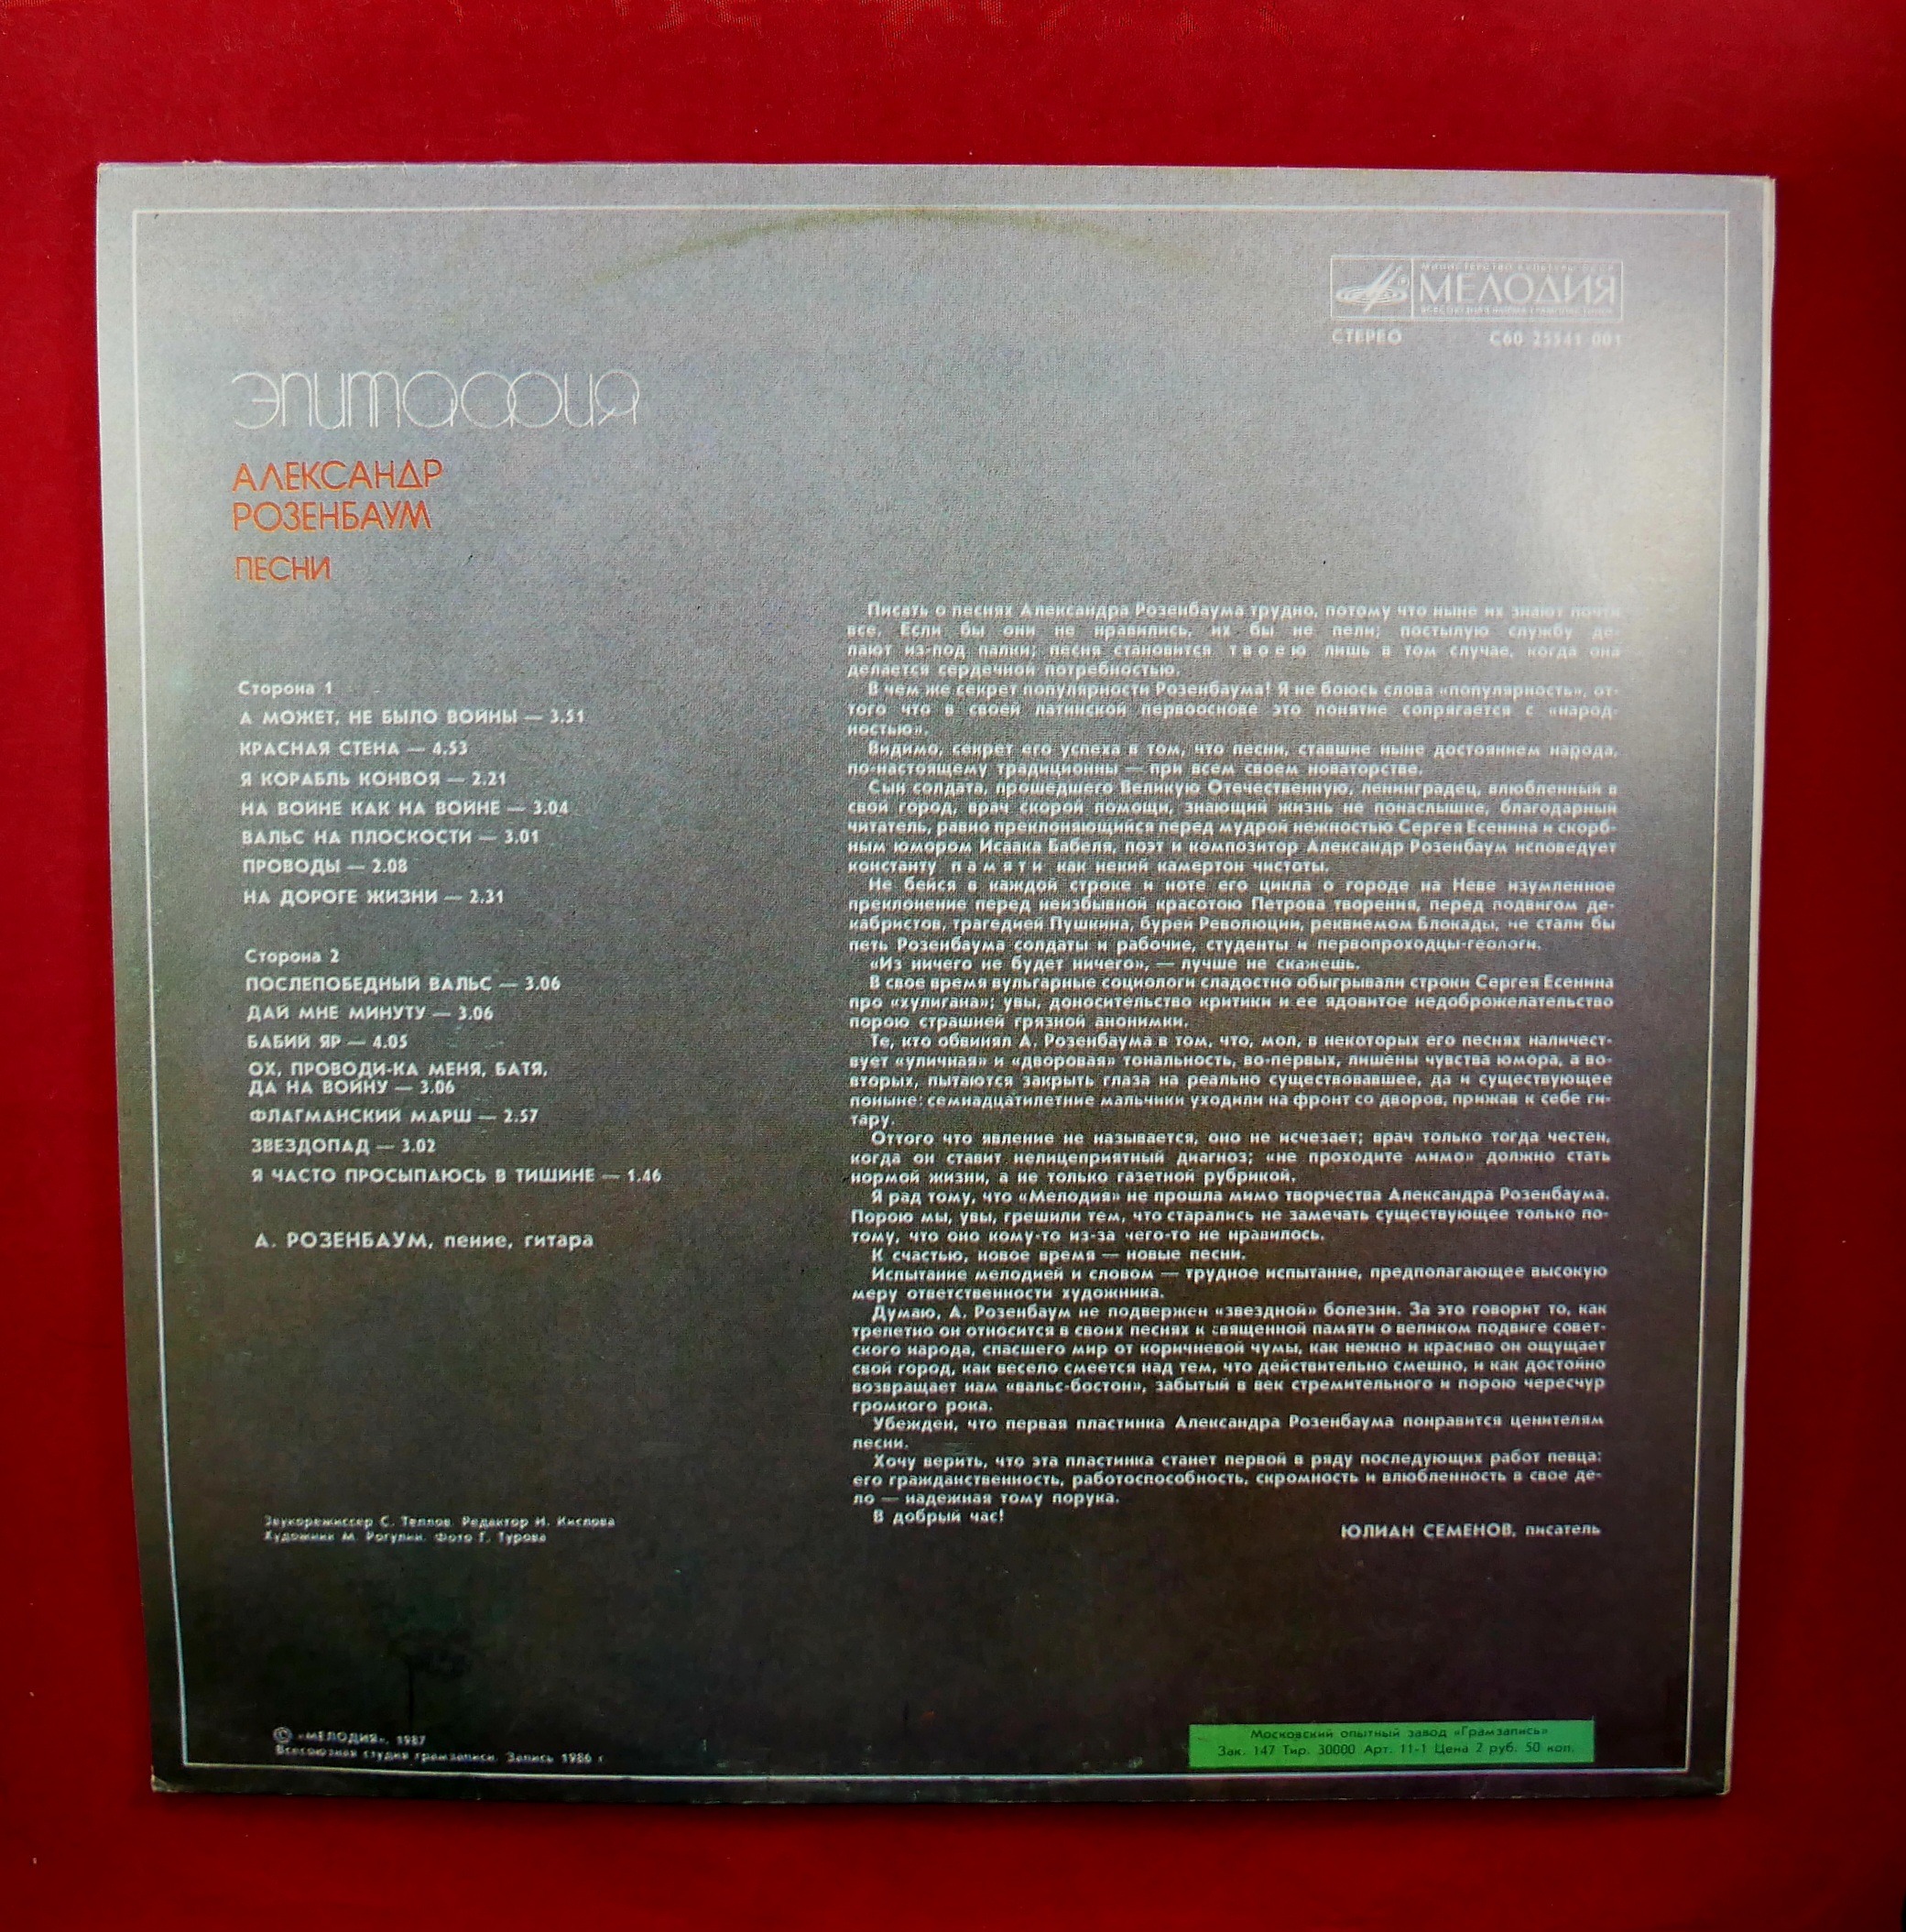 МИНИСТЕРСТВО КУЛЬТУРЫ СССР
МЕЛОДИЯ
ВСЕСОЮЗНАЯ ФИРМА ГРАМПЛАСТИНОК
СТЕРЕО С60 25541 001
эпитафия
АЛЕКСАНДР
РОЗЕНБАУМ
ПЕСНИ
Сторона 1
А МОЖЕТ, НЕ БЫЛО ВОЙНЫ — 3.51
КРАСНАЯ СТЕНА — 4.53
Я КОРАБЛЬ КОНВОЯ — 2.21
НА ВОЙНЕ КАК НА ВОЙНЕ — 3.04
ВАЛЬС НА ПЛОСКОСТИ — 3.01
ПРОВОДЫ — 2.08
НА ДОРОГЕ ЖИЗНИ — 2.31
Сторона 2
ПОСЛЕПОБЕДНЫЙ ВАЛЬС — 3.06
ДАЙ МНЕ МИНУТУ — 3.06
БАБИЙ ЯР — 4.05
ОХ, ПРОВОДИ-КА МЕНЯ, БАТЯ,
ДА НА ВОЙНУ — 3.06
ФЛАГМАНСКИЙ МАРШ — 2.57
ЗВЕЗДОПАД — 3.02
Я ЧАСТО ПРОСЫПАЮСЬ В ТИШИНЕ — 1.46
А. РОЗЕНБАУМ, пение, гитара
Звукорежиссер С. Теплов. Редактор И. Кислова
Художник М. Рогулин. Фото Г. Турова
© «МЕЛОДИЯ», 1987
Всесоюзная студия грамзаписи. Запись 1986 г.
Писать о песнях Александра Розенбаума трудно, потому что ныне их знают почти
все. Если бы они не нравились, их бы не пели; постылую службу де-
лают из-под палки; песня становится твоею лишь в том случае, когда она
делается сердечной потребностью.
В чем же секрет популярности Розенбаума! Я не боюсь слова «популярность», от-
того что в своей латинской первооснове это понятие сопрягается с «народ-
ностью».
Видимо, секрет его успеха в том, что песни, ставшие ныне достоянием народа,
по-настоящему традиционны — при всем своем новаторстве.
Сын солдата, прошедшего Великую Отечественную, ленинградец, влюбленный в
свой город, врач скорой помощи, знающий жизнь не понаслышке, благодарный
читатель, равно преклоняющийся перед мудрой нежностью Сергея Есенина и скорб-
ным юмором Исаака Бабеля, поэт и композитор Александр Розенбаум исповедует
константу памяти как некий камертон чистоты.
Не бейся в каждой строке и ноте его цикла о городе на Неве изумленное
преклонение перед неизбывной красотою Петрова творения, перед подвигом де-
кабристов, трагедией Пушкина, бурей Революции, реквиемом Блокады, не стали бы
петь Розенбаума солдаты и рабочие, студенты и первопроходцы-геологи.
«Из ничего не будет ничего», — лучше не скажешь.
В свое время вульгарные социологи сладостно обыгрывали строки Сергея Есенина
про «хулигана»; увы, доносительство критики и ее ядовитое недоброжелательство
порою страшней грязной анонимки.
Те, кто обвинял А. Розенбаума в том, что, мол, в некоторых его песнях наличест-
вует «уличная» и «дворовая» тональность, во-первых, лишены чувства юмора, а во-
вторых, пытаются закрыть глаза на реально существовавшее, да и существующее
поныне: семнадцатилетние мальчики уходили на фронт со дворов, прижав к себе ги-
тару.
Оттого что явление не называется, оно не исчезает; врач только тогда честен,
когда он ставит нелицеприятный диагноз; «не проходите мимо» должно стать
нормой жизни, а не только газетной рубрикой.
Я рад тому, что «Мелодия» не прошла мимо творчества Александра Розенбаума.
Порою мы, увы, грешили тем, что старались не замечать существующее только по-
тому, что оно кому-то из-за чего-то не нравилось.
К счастью, новое время — новые песни.
Испытание мелодией и словом — трудное испытание, предполагающее высокую
меру ответственности художника.
Думаю, А. Розенбаум не подвержен «звездной» болезни. За это говорит то, как
трепетно он относится в своих песнях к священной памяти о великом подвиге совет-
ского народа, спасшего мир от коричневой чумы, как нежно и красиво он ощущает
свой город, как весело смеется над тем, что действительно смешно, и как достойно
возвращает нам «вальс-бостон», забытый в век стремительного и порою чересчур
громкого рока.
Убежден, что первая пластинка Александра Розенбаума понравится ценителям
песни.
Хочу верить, что эта пластинка станет первой в ряду последующих работ певца:
его гражданственность, работоспособность, скромность и влюбленность в свое де-
ло — надежная тому порука.
В добрый час!
ЮЛИАН СЕМЕНОВ, писатель
Московский опытный завод «Грамзапись»
Зак. 147 Тир. 30000 Арт. 11-1 Цена 2 руб. 50 коп.